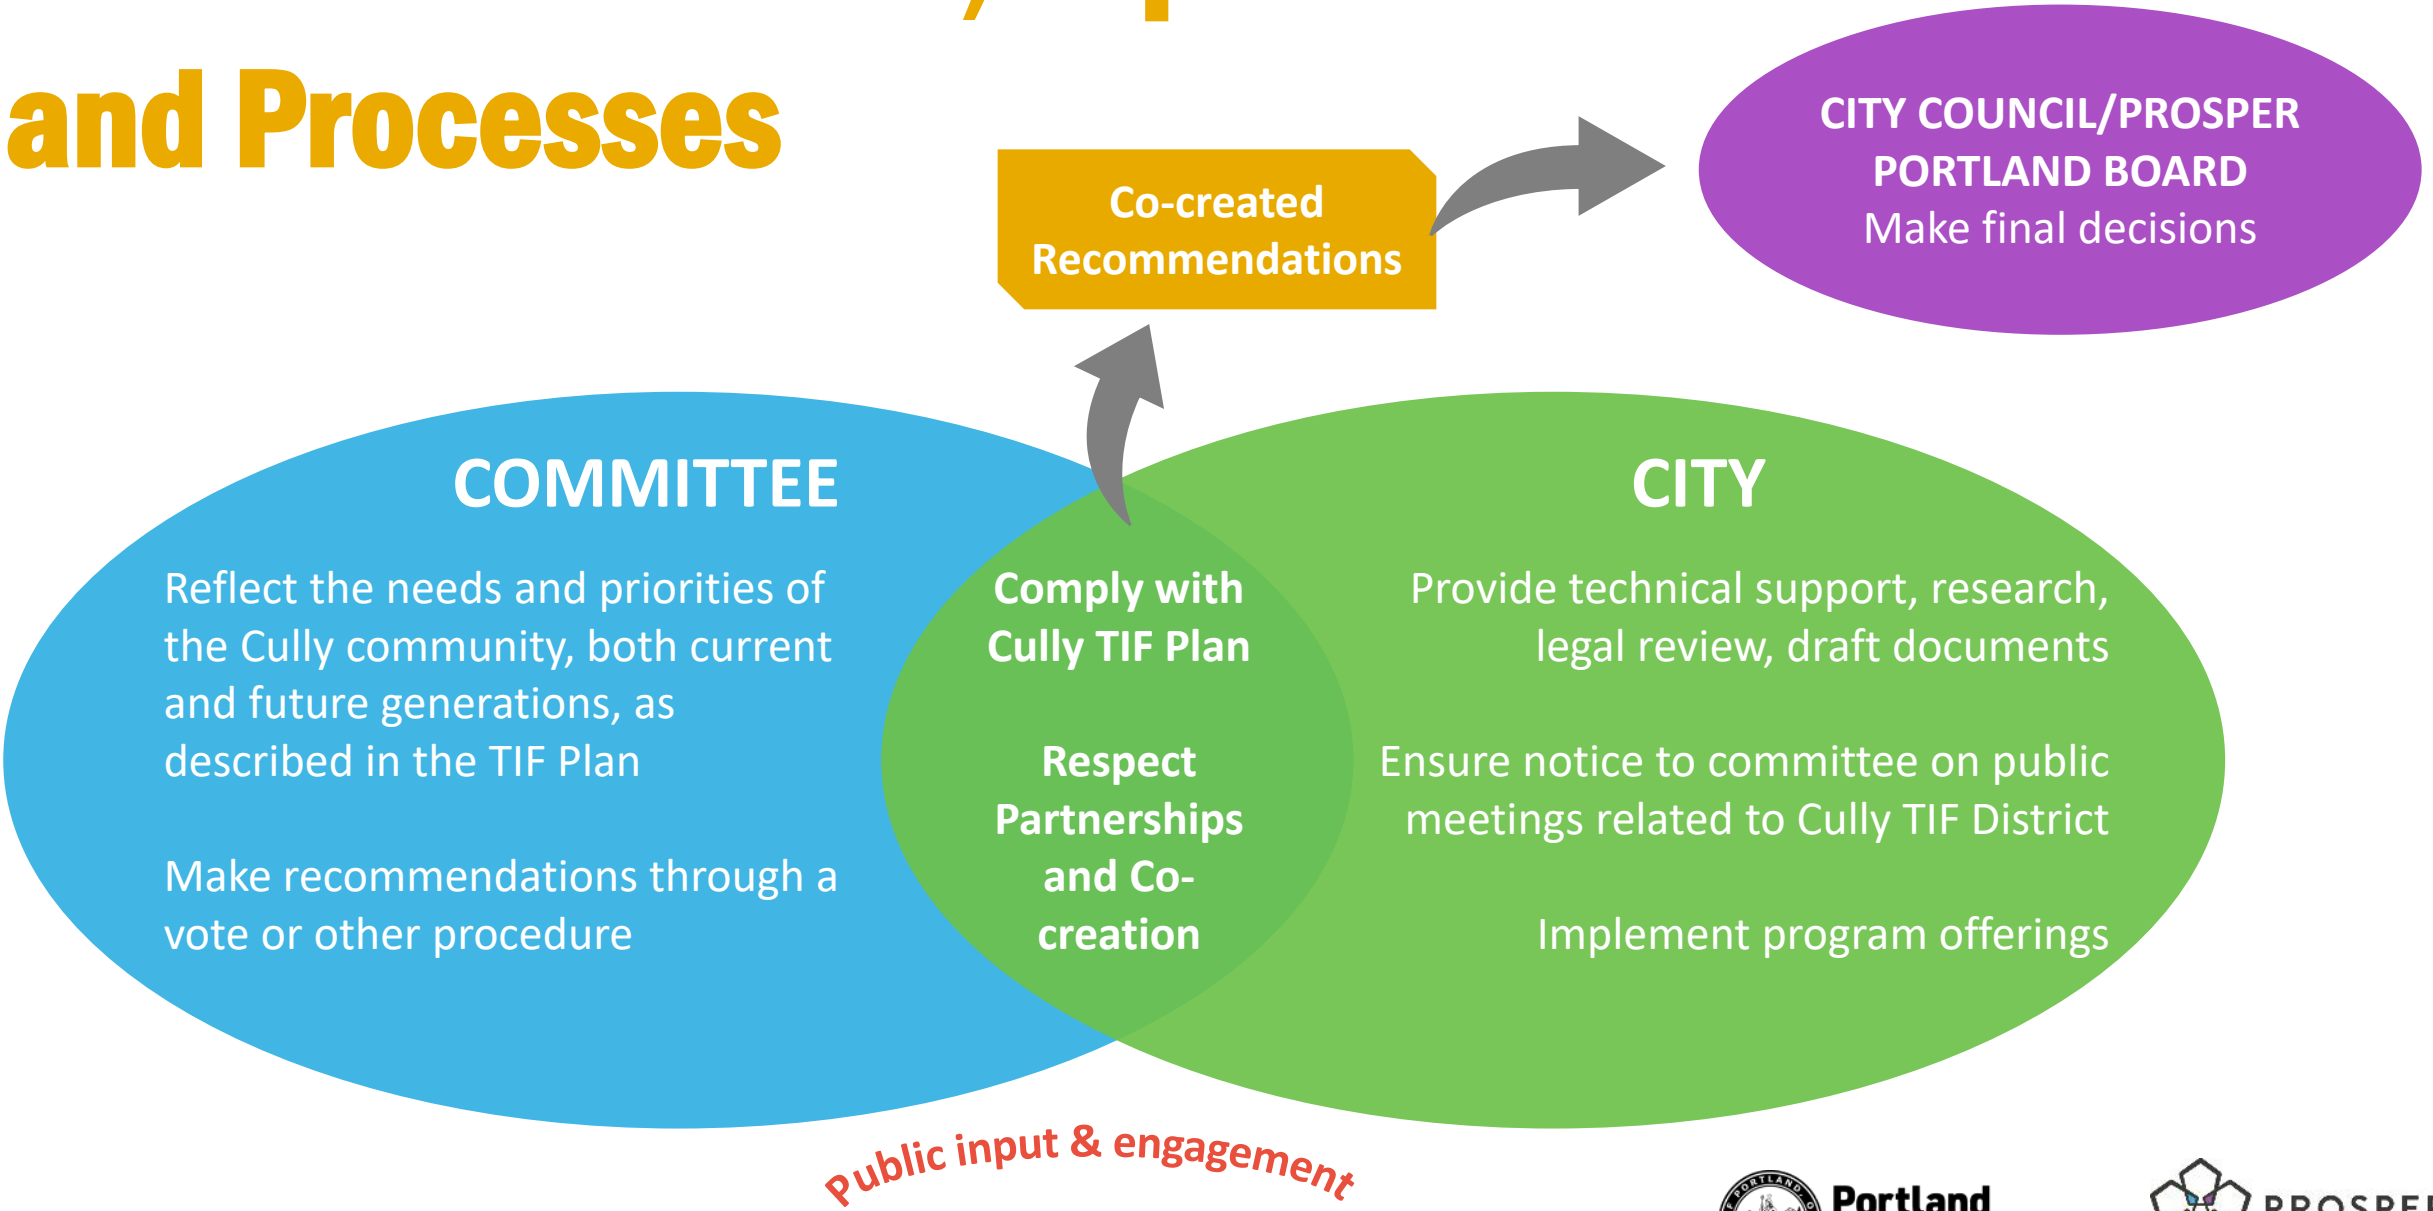 and Processes
CITY COUNCIL/PROSPER
PORTLAND BOARD
Make final decisions
Co-created
Recommendations
COMMITTEE
Reflect the needs and priorities of
the Cully community, both current
and future generations, as
described in the TIF Plan
Make recommendations through a
vote or other procedure
Comply with
Cully TIF Plan
Respect
Partnerships
and Co-
creation
CITY
Provide technical support, research,
legal review, draft documents
Ensure notice to committee on public
meetings related to Cully TIF District
Implement program offerings
Public input & engagement
Portland